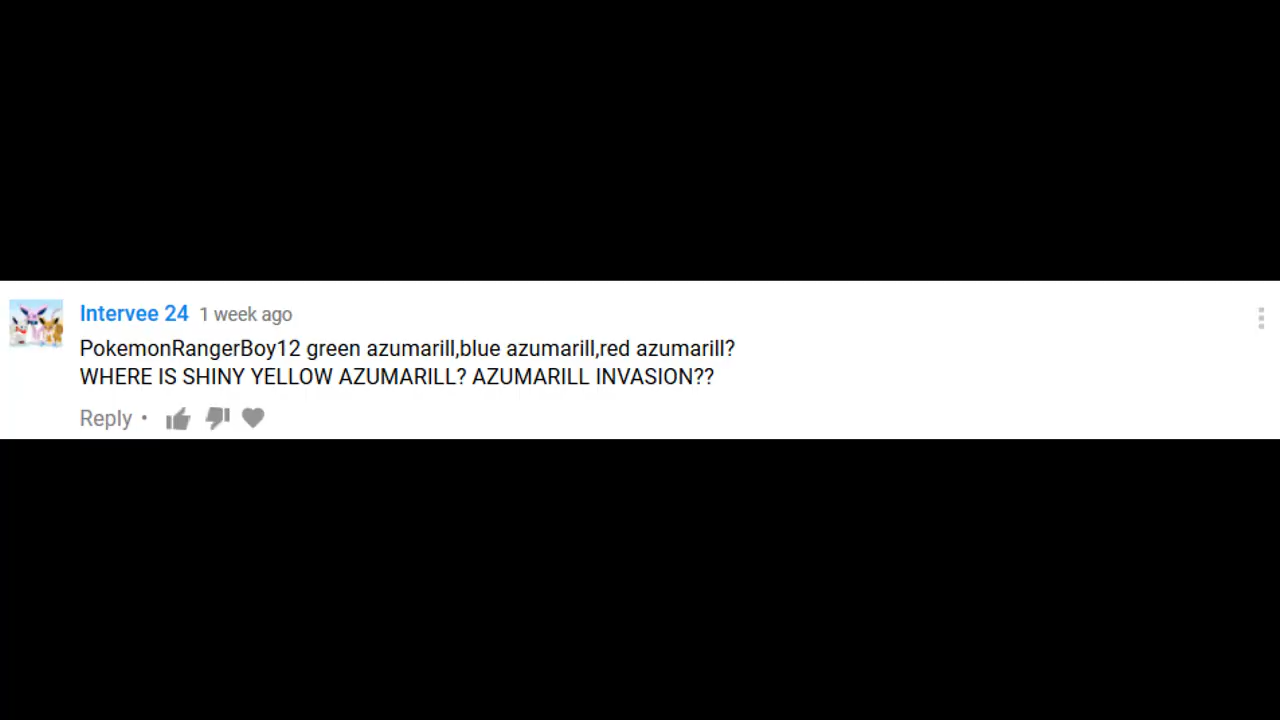 Intervee 24 1 week ago
PokemonRangerBoy12 green azumarill,blue azumarill,red azumarill?
WHERE IS SHINY YELLOW AZUMARILL? AZUMARILL INVASION??
Reply •